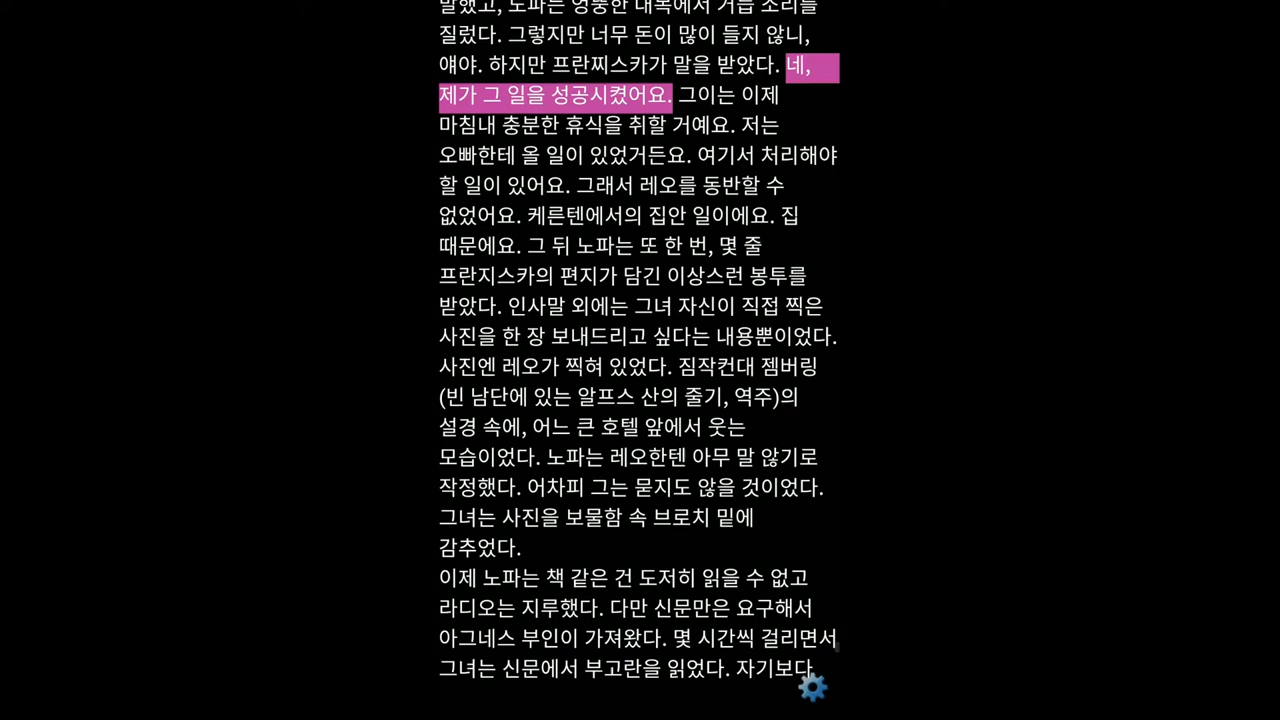 말했고, 노파는 엉뚱한 대목에서 거듭 소리를
질렀다. 그렇지만 너무 돈이 많이 들지 않니,
얘야. 하지만 프란찌스카가 말을 받았다. 네,
제가 그 일을 성공시켰어요. 그이는 이제
마침내 충분한 휴식을 취할 거예요. 저는
오빠한테 올 일이 있었거든요. 여기서 처리해야
할 일이 있어요. 그래서 레오를 동반할 수
없었어요. 케른텐에서의 집안 일이에요. 집
때문에요. 그 뒤 노파는 또 한 번, 몇 줄
프란지스카의 편지가 담긴 이상스런 봉투를
받았다. 인사말 외에는 그녀 자신이 직접 찍은
사진을 한 장 보내드리고 싶다는 내용뿐이었다.
사진엔 레오가 찍혀 있었다. 짐작컨대 젬버링
(빈 남단에 있는 알프스 산의 줄기, 역주)의
설경 속에, 어느 큰 호텔 앞에서 웃는
모습이었다. 노파는 레오한텐 아무 말 않기로
작정했다. 어차피 그는 묻지도 않을 것이었다.
그녀는 사진을 보물함 속 브로치 밑에
감추었다.
이제 노파는 책 같은 건 도저히 읽을 수 없고
라디오는 지루했다. 다만 신문만은 요구해서
아그네스 부인이 가져왔다. 몇 시간씩 걸리면서
그녀는 신문에서 부고란을 읽었다. 자기보다